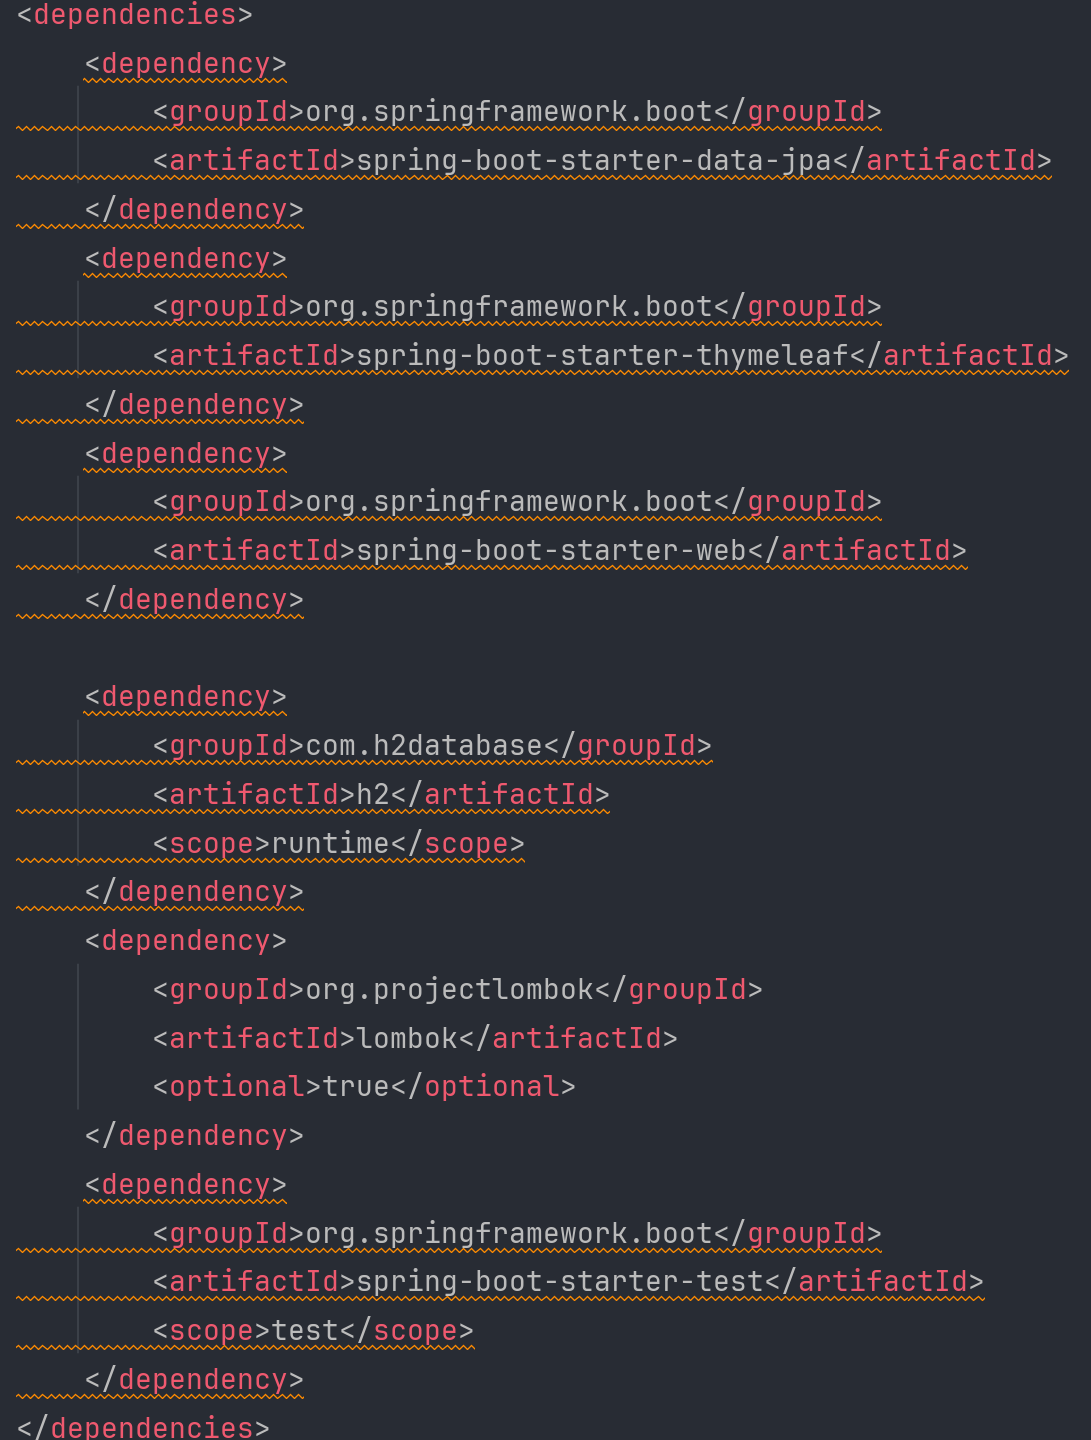 <dependencies>
    <dependency>
        <groupId>org.springframework.boot</groupId>
        <artifactId>spring-boot-starter-data-jpa</artifactId>
    </dependency>
    <dependency>
        <groupId>org.springframework.boot</groupId>
        <artifactId>spring-boot-starter-thymeleaf</artifactId>
    </dependency>
    <dependency>
        <groupId>org.springframework.boot</groupId>
        <artifactId>spring-boot-starter-web</artifactId>
    </dependency>

    <dependency>
        <groupId>com.h2database</groupId>
        <artifactId>h2</artifactId>
        <scope>runtime</scope>
    </dependency>
    <dependency>
        <groupId>org.projectlombok</groupId>
        <artifactId>lombok</artifactId>
        <optional>true</optional>
    </dependency>
    <dependency>
        <groupId>org.springframework.boot</groupId>
        <artifactId>spring-boot-starter-test</artifactId>
        <scope>test</scope>
    </dependency>
</dependencies>